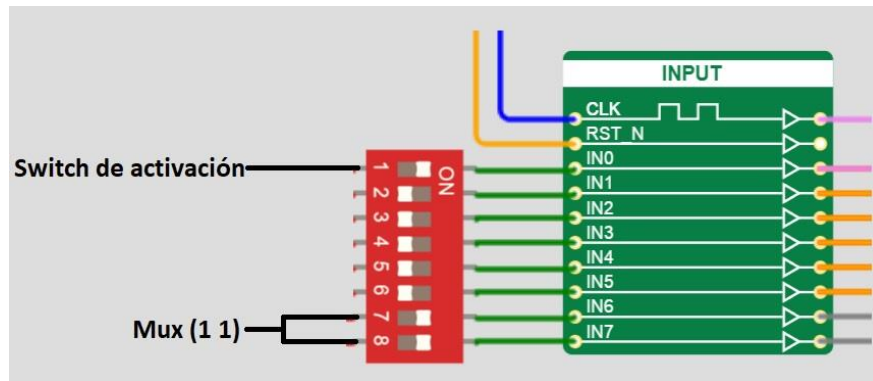 INPUT
CLK
RST_N
Switch de activación
1
ON
IN0
2
IN1
3
IN2
4
IN3
5
IN4
6
IN5
Mux (1 1)
7
IN6
8
IN7